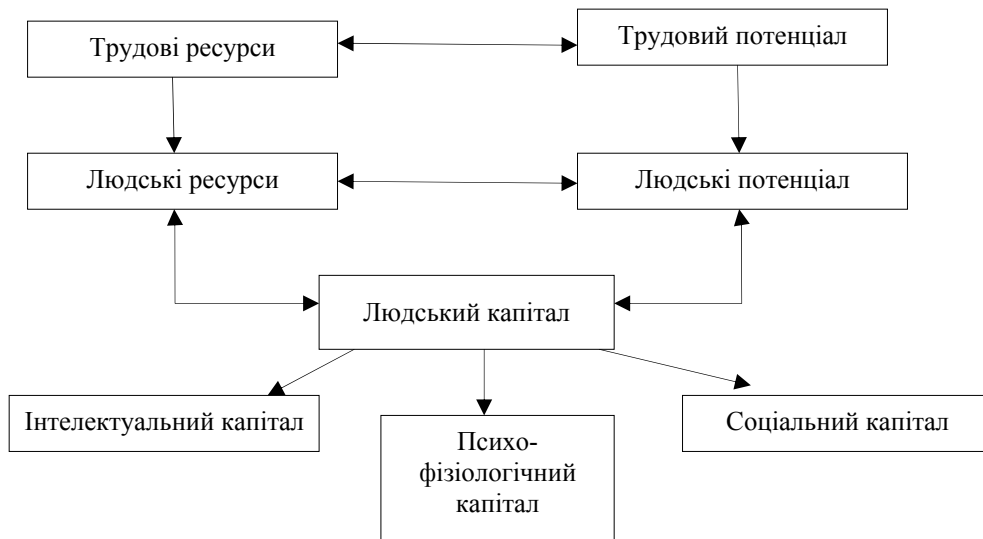 Трудові ресурси
Трудовий потенціал
Людські ресурси
Людські потенціал
Людський капітал
Інтелектуальний капітал
Психо-
фізіологічний
капітал
Соціальний капітал